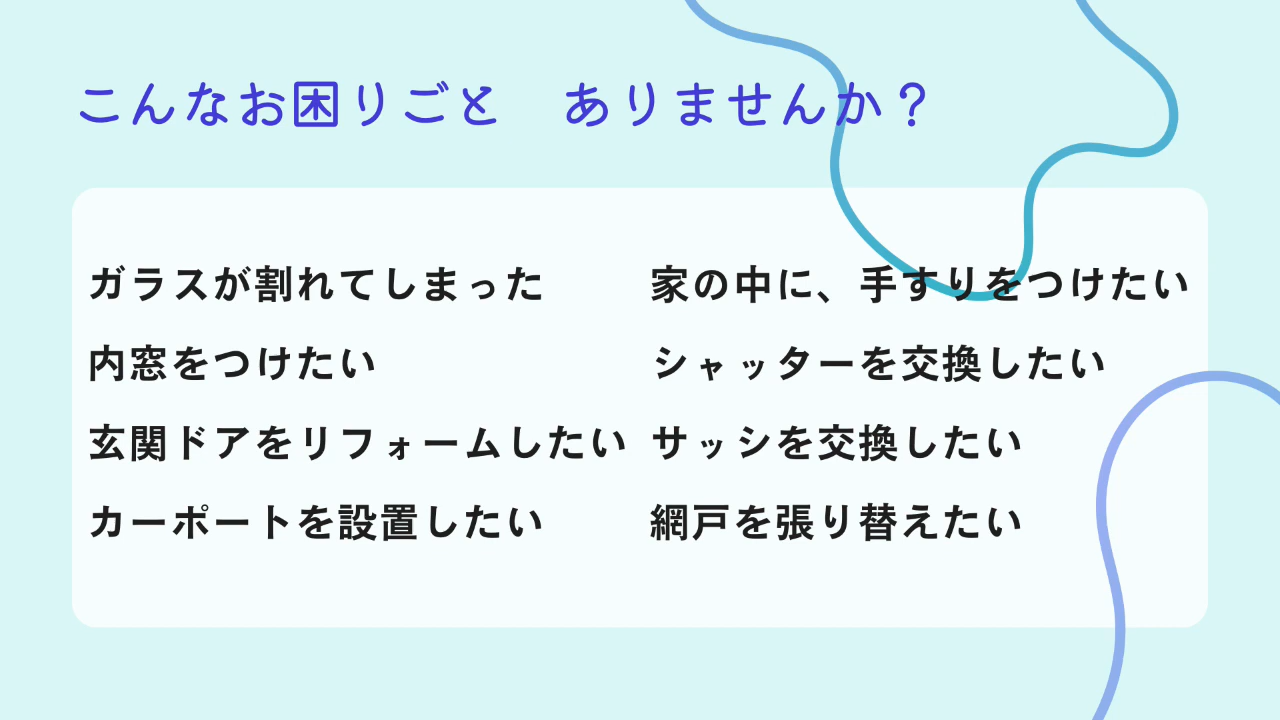 こんなお困りごと　ありませんか？
ガラスが割れてしまった
内窓をつけたい
玄関ドアをリフォームしたい
カーポートを設置したい
家の中に、手すりをつけたい
シャッターを交換したい
サッシを交換したい
網戸を張り替えたい